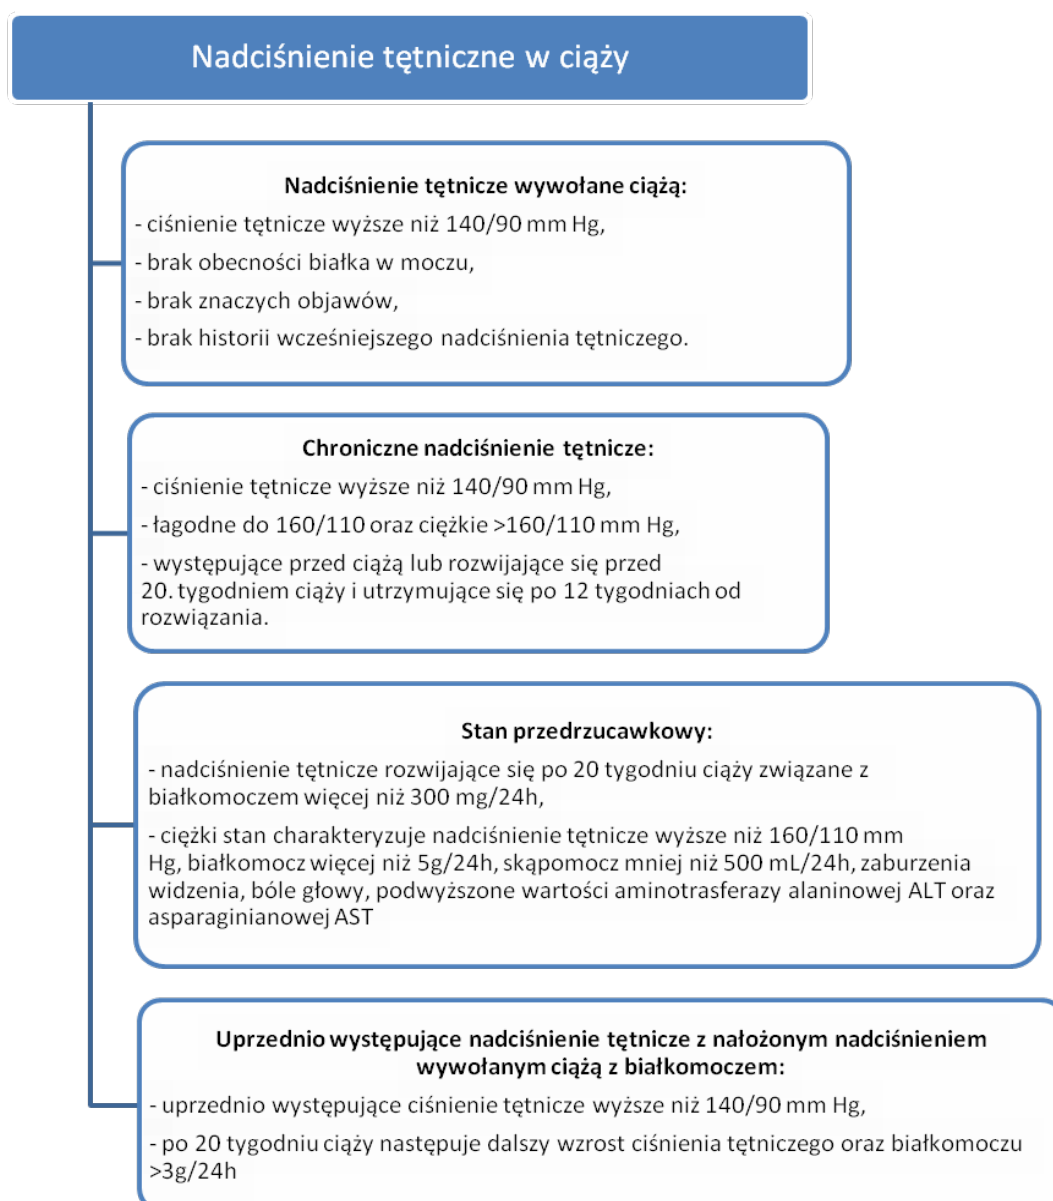 Nadciśnienie tętniczne w ciąży
Nadciśnienie tętnicze wywołane ciążą:
- ciśnienie tętnicze wyższe niż 140/90 mm Hg,
- brak obecności białka w moczu,
- brak znaczych objawów,
- brak historii wcześniejszego nadciśnienia tętniczego.
Chroniczne nadciśnienie tętnicze:
- ciśnienie tętnicze wyższe niż 140/90 mm Hg,
- łagodne do 160/110 oraz ciężkie >160/110 mm Hg,
- występujące przed ciążą lub rozwijające się przed
20. tygodniem ciąży i utrzymujące się po 12 tygodniach od
rozwiązania.
Stan przedrzucawkowy:
- nadciśnienie tętnicze rozwijające się po 20 tygodniu ciąży związane z
białkomoczem więcej niż 300 mg/24h,
- ciężki stan charakteryzuje nadciśnienie tętnicze wyższe niż 160/110 mm
Hg, białkomocz więcej niż 5g/24h, skąpomocz mniej niż 500 mL/24h, zaburzenia
widzenia, bóle głowy, podwyższone wartości aminotrasferazy alaninowej ALT oraz
asparaginianowej AST
Uprzednio występujące nadciśnienie tętnicze z nałożonym nadciśnieniem
wywołanym ciążą z białkomoczem:
- uprzednio występujące ciśnienie tętnicze wyższe niż 140/90 mm Hg,
- po 20 tygodniu ciąży następuje dalszy wzrost ciśnienia tętniczego oraz białkomoczu
>3g/24h